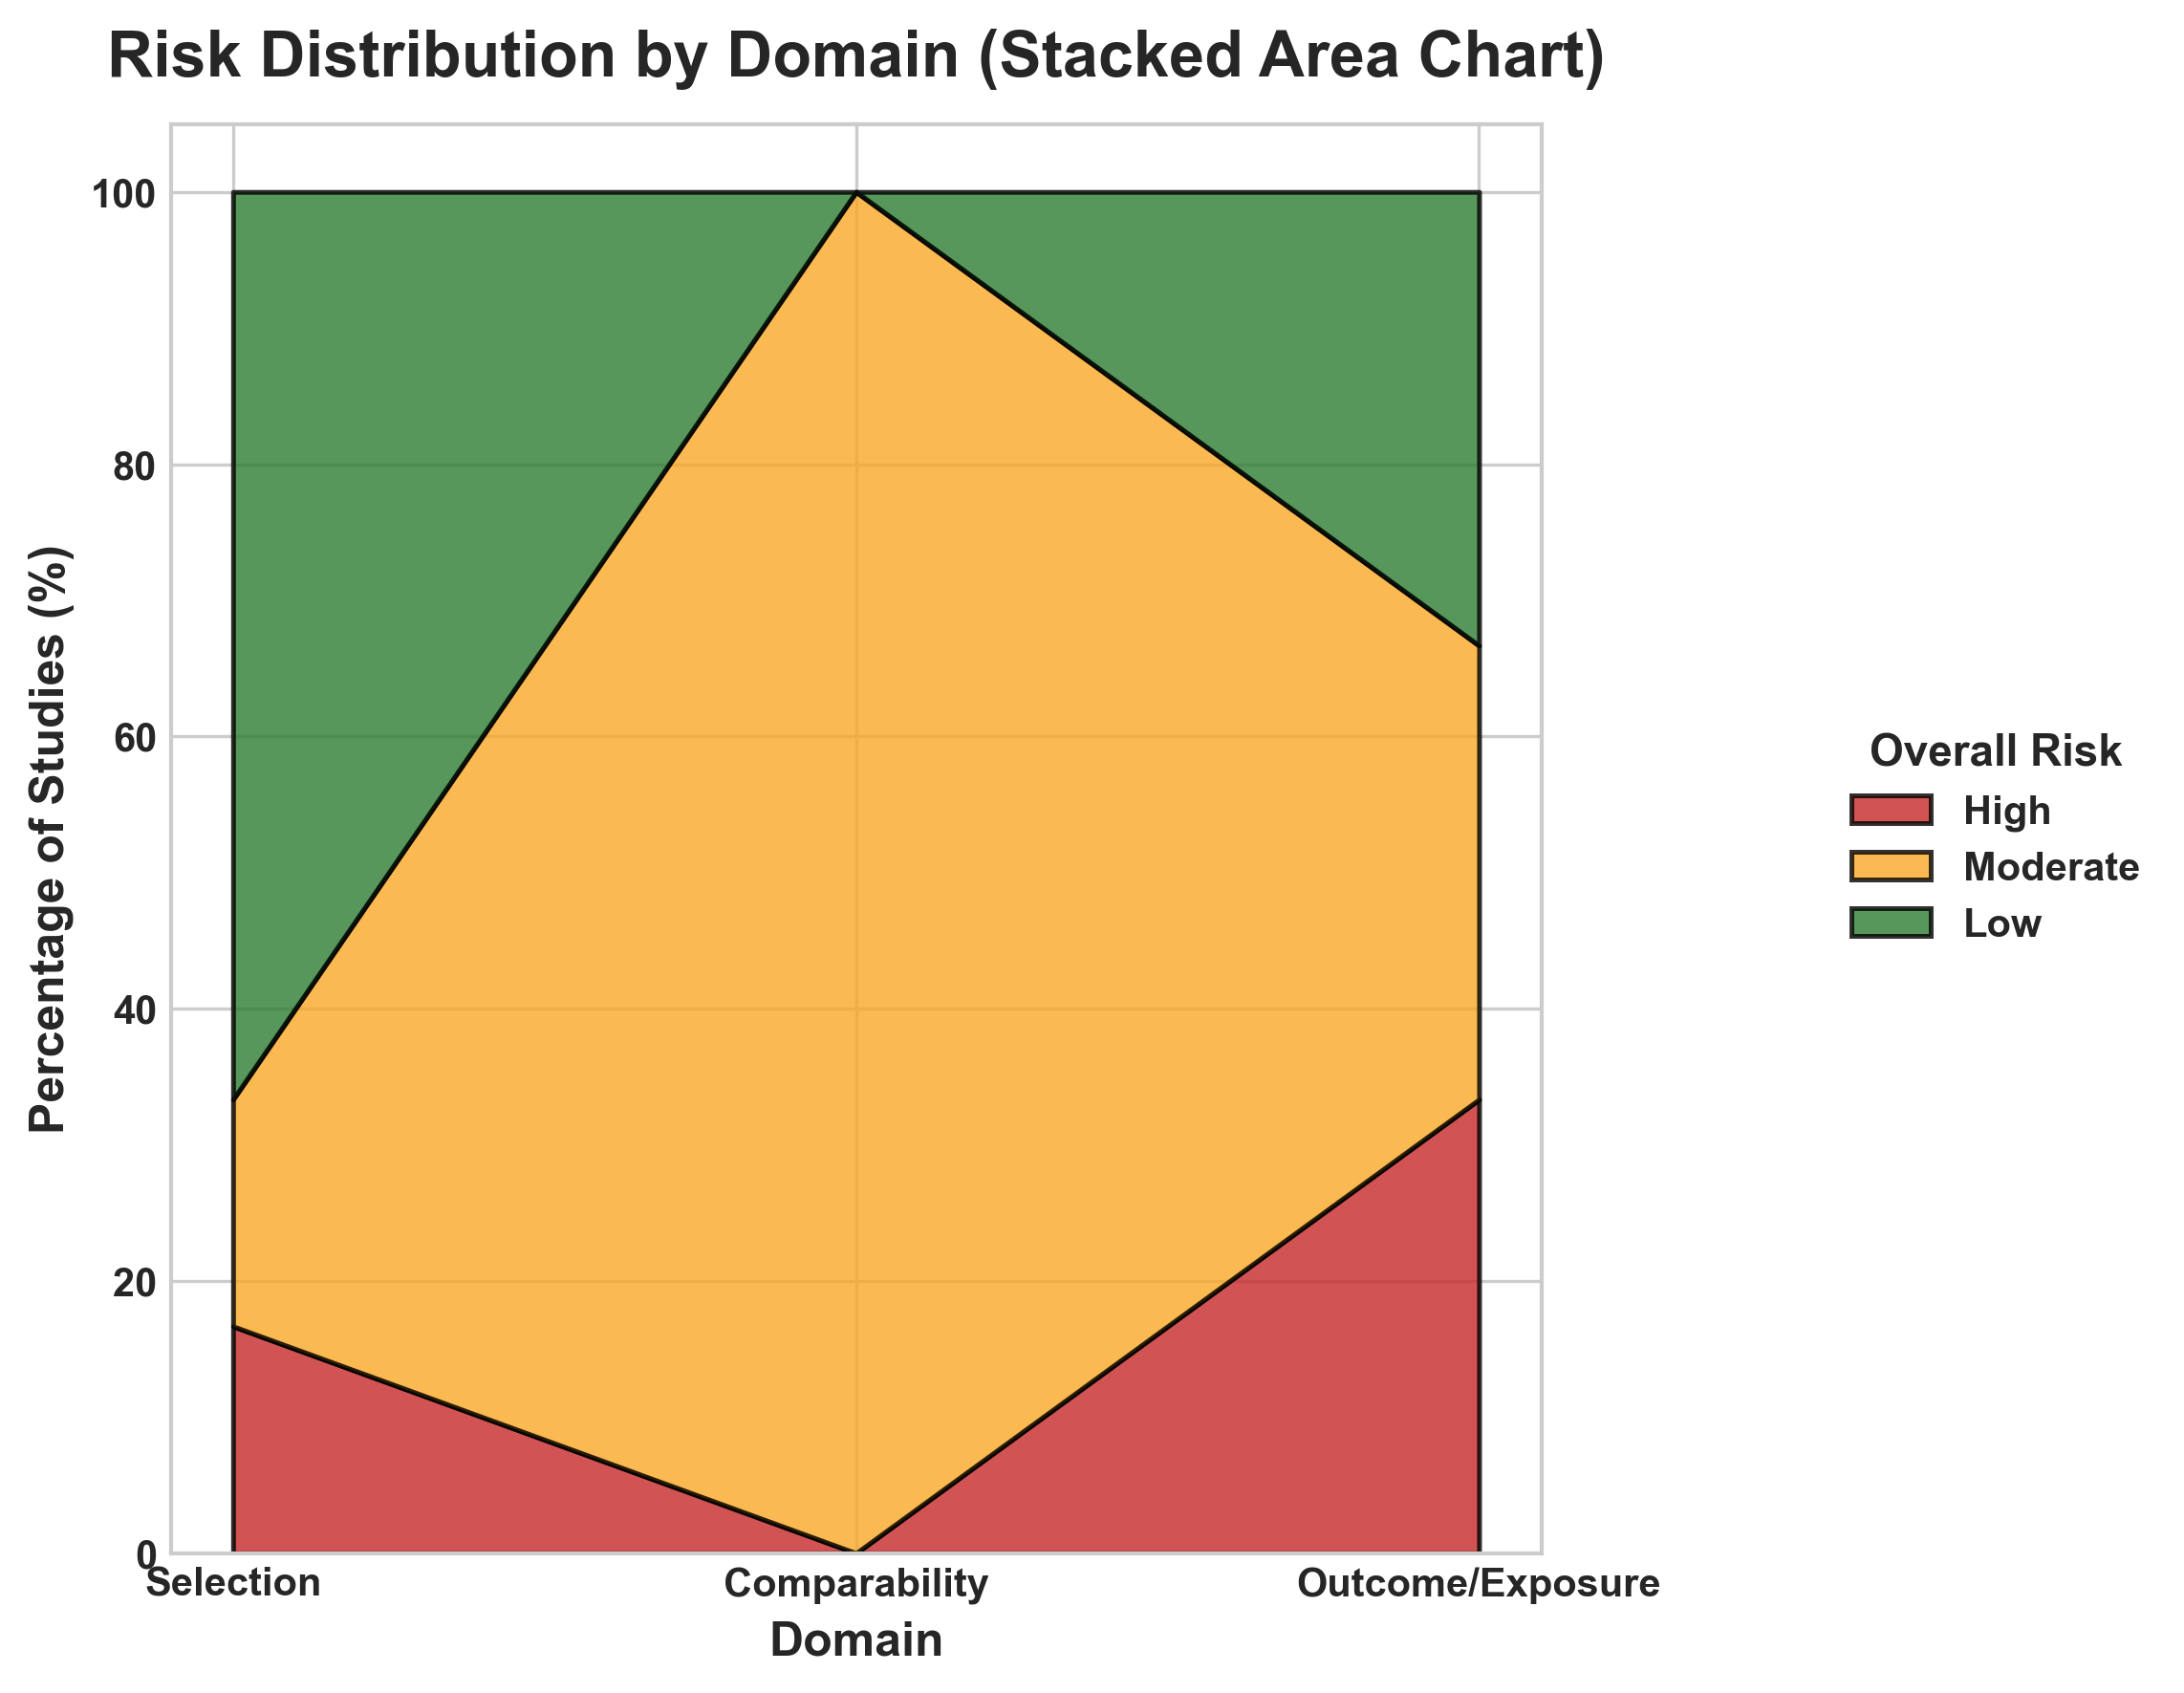 Risk Distribution by Domain (Stacked Area Chart)
Percentage of Studies (%)
100
80
60
40
20
0
Selection
Comparability
Outcome/Exposure
Domain
Overall Risk
High
Moderate
Low